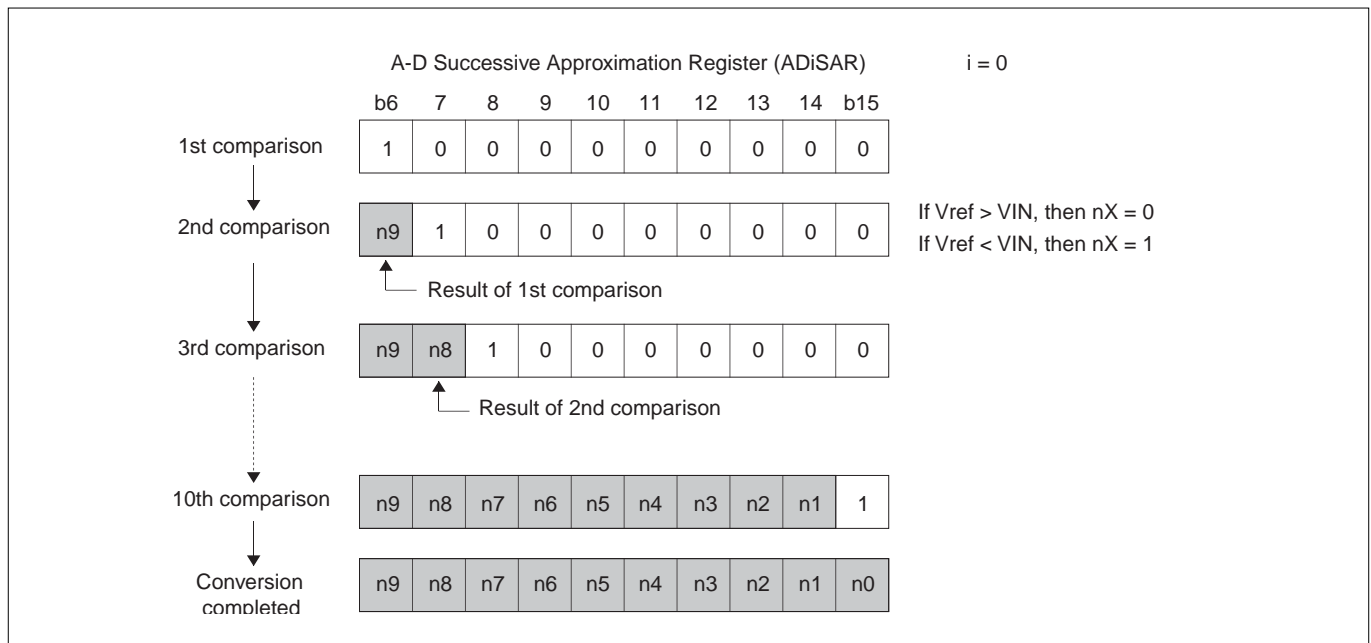 A-D Successive Approximation Register (ADiSAR) i = 0
b6 7 8 9 10 11 12 13 14 b15
1st comparison 1 0 0 0 0 0 0 0 0 0
2nd comparison n9 1 0 0 0 0 0 0 0 0
If Vref > VIN, then nX = 0
If Vref < VIN, then nX = 1
Result of 1st comparison
3rd comparison n9 n8 1 0 0 0 0 0 0 0
Result of 2nd comparison
10th comparison n9 n8 n7 n6 n5 n4 n3 n2 n1 1
Conversion
completed
n9 n8 n7 n6 n5 n4 n3 n2 n1 n0